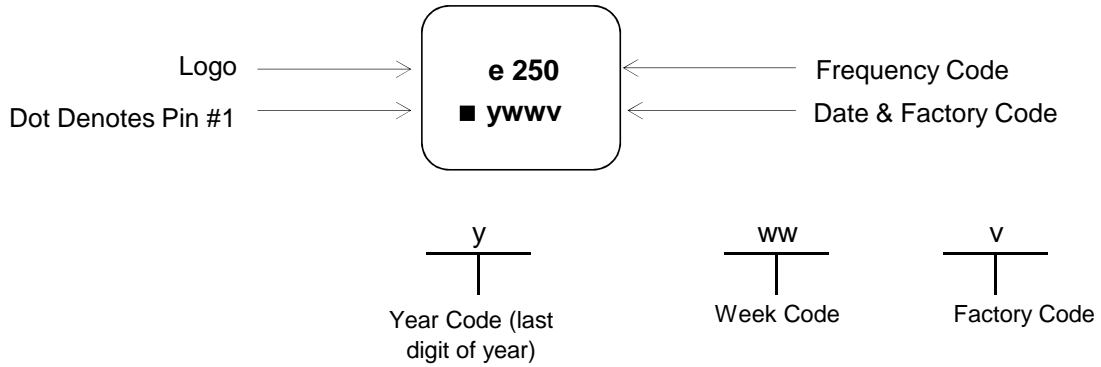 Logo
e 250
Frequency Code
Dot Denotes Pin #1
■ ywwv
Date & Factory Code
y
ww
v
Year Code (last
digit of year)
Week Code
Factory Code